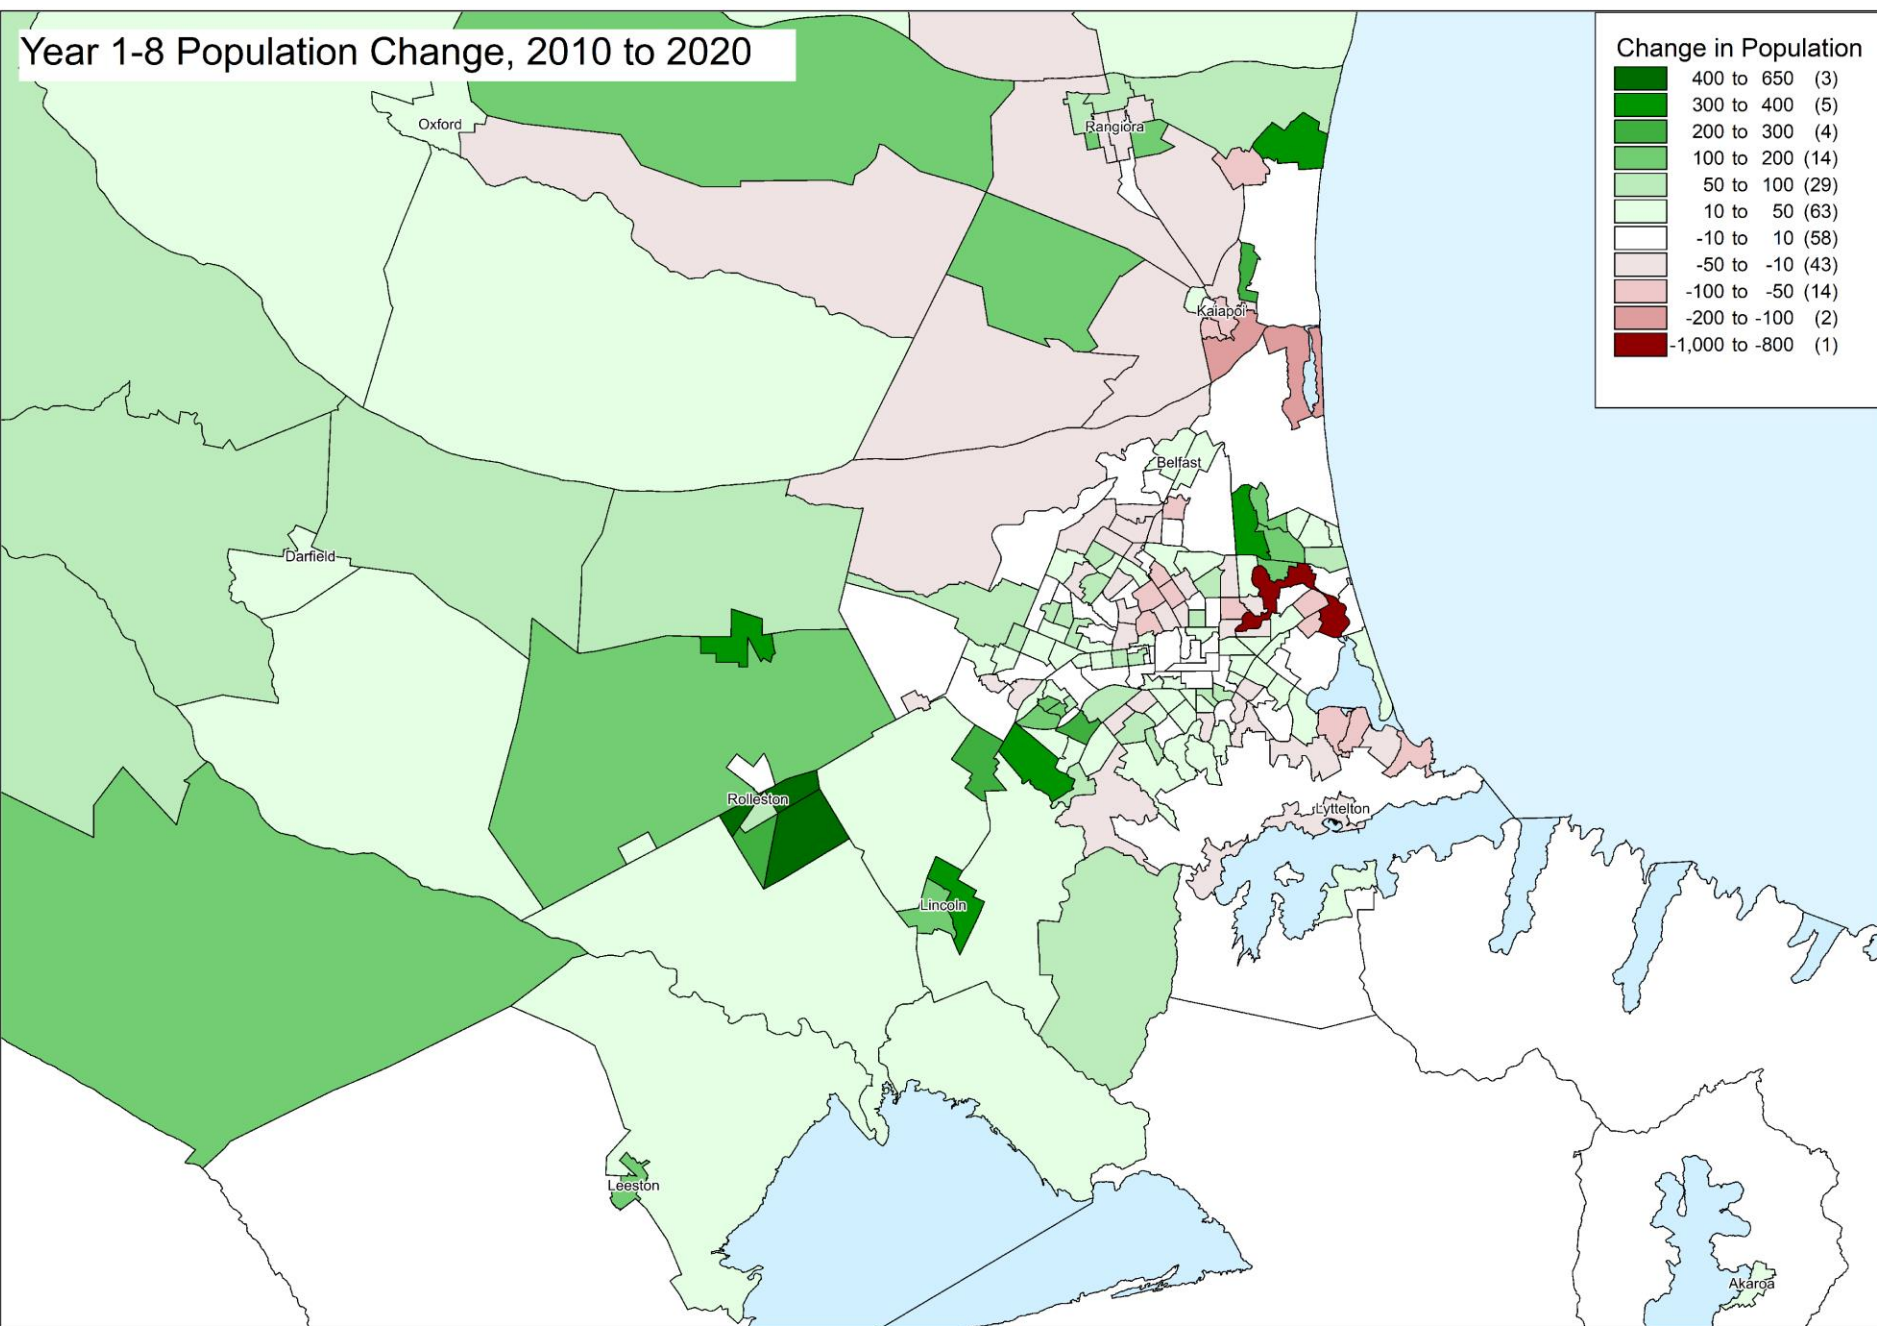 Year 1-8 Population Change, 2010 to 2020
Change in Population
400 to 650 (3)
300 to 400 (5)
200 to 300 (4)
100 to 200 (14)
50 to 100 (29)
10 to 50 (63)
-10 to 10 (58)
-50 to -10 (43)
-100 to -50 (14)
-200 to -100 (2)
-1,000 to -800 (1)
Oxford
Rangiora
Kaiapoi
Belfast
Darfield
Rolleston
Lyttelton
Lincoln
Leeston
Akaroa